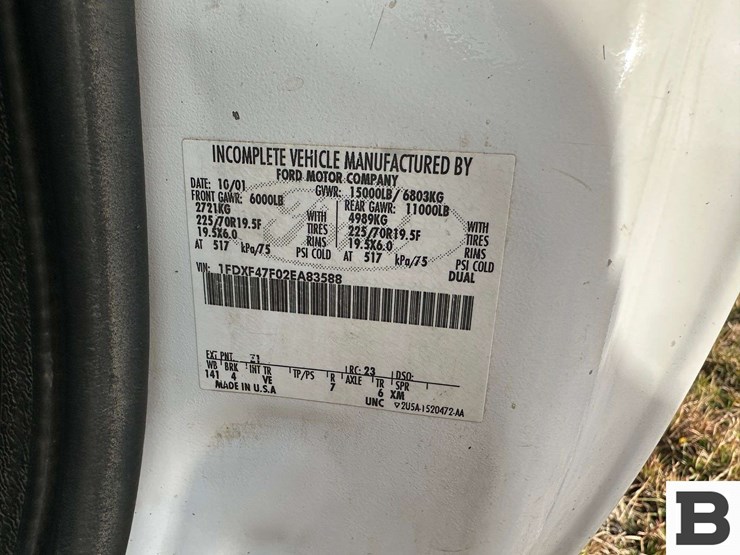 INCOMPLETE VEHICLE MANUFACTURED BY
FORD MOTOR COMPANY
DATE: 10/01 GVWR: 15000LB/ 6803KG
FRONT GAWR: 6000LB REAR GAWR: 11000LB
2721KG WITH 4989KG WITH
225/70R19.5F TIRES 225/70R19.5F TIRES
19.5X6.0 RIMS 19.5X6.0 RIMS
AT 517 kPa/75 PSI COLD AT 517 kPa/75 PSI COLD
DUAL
VIN: 1FDXF47F02EA83588
EXT PNT: Z1 RC: 23 DSO:
WB BRK INT TR TP/PS R AXLE TR SPR
141 4 VE 7 6 XM
MADE IN U.S.A UNC ▽2U5A-1520472-AA
B